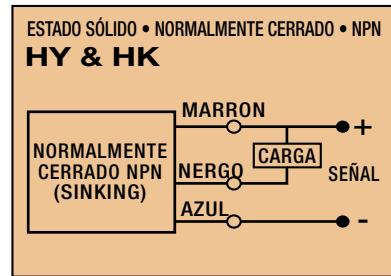 ESTADO SÓLIDO • NORMALMENTE CERRADO • NPN
HY & HK
MARRON
+
NORMALMENTE
CERRADO NPN
(SINKING)
CARGA
NERGO
SEÑAL
AZUL
-